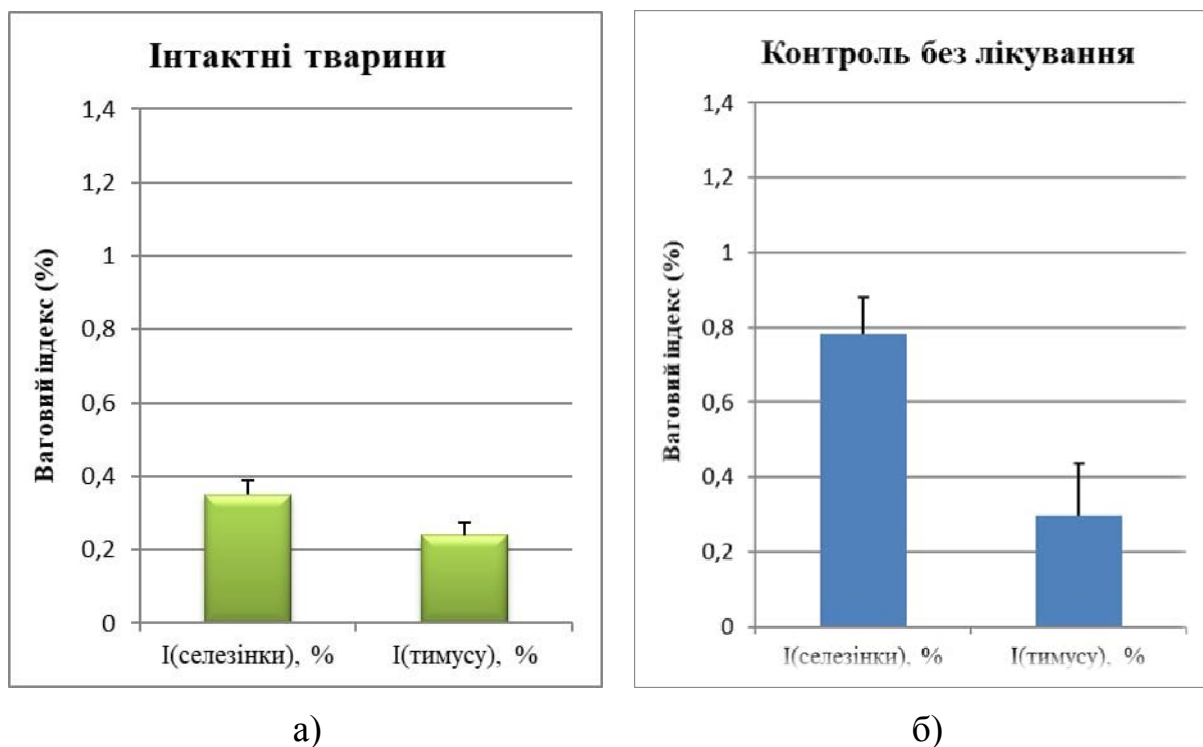 Інтактні тварини
Ваговий індекс (%)
1,4
1,2
1
0,8
0,6
0,4
0,2
0
І(селезінки), %
І(тимусу), %
а)
Контроль без лікування
Ваговий індекс (%)
1,4
1,2
1
0,8
0,6
0,4
0,2
0
І(селезінки), %
І(тимусу), %
б)